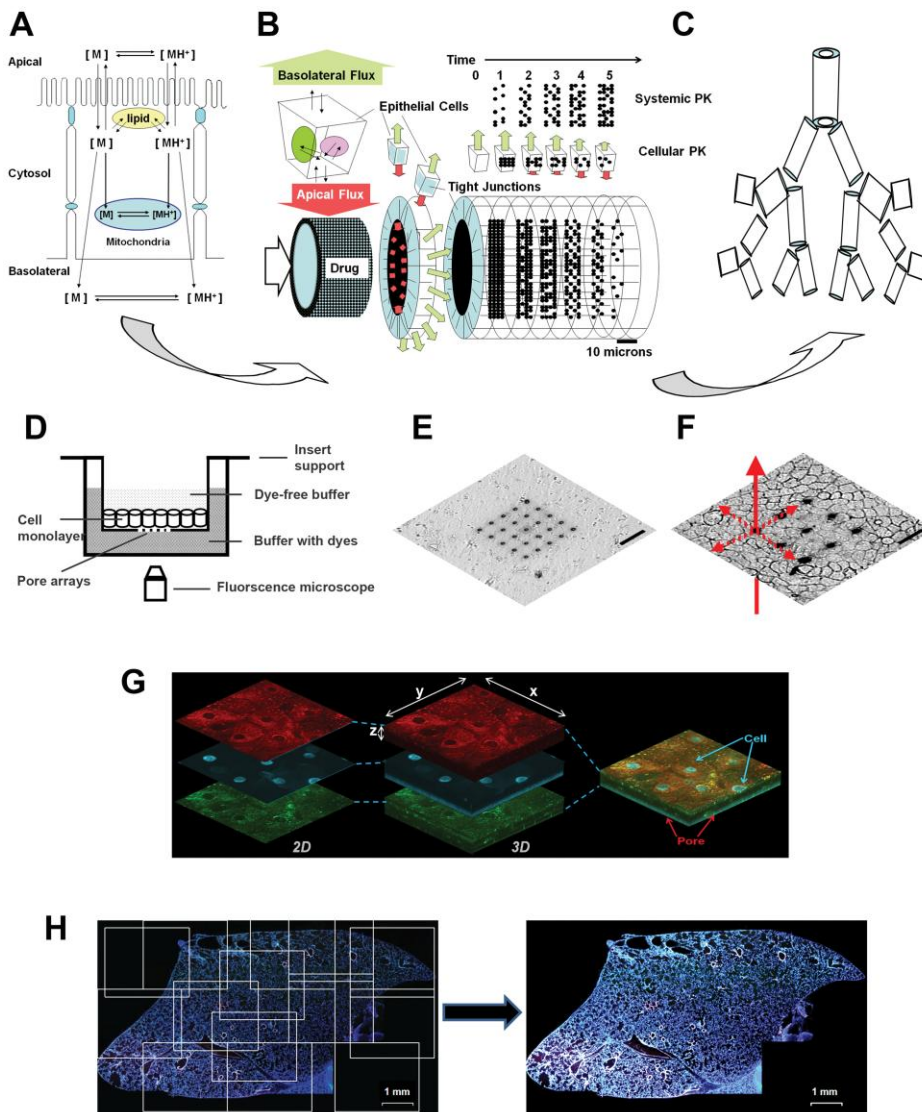 A
[M]
[MH⁺]
Apical
lipid
[M]
[MH⁺]
Cytosol
[M]
[MH⁺]
Mitochondria
Basolateral
[M]
[MH⁺]
B
Basolateral Flux
Epithelial Cells
Apical Flux
Tight Junctions
Drug
Time
0 1 2 3 4 5
Systemic PK
Cellular PK
10 microns
C
D
Insert
support
Dye-free buffer
Cell
monolayer
Buffer with dyes
Pore arrays
Fluorscence microscope
E
F
G
y
x
z
2D
3D
Cell
Pore
H
1 mm
1 mm